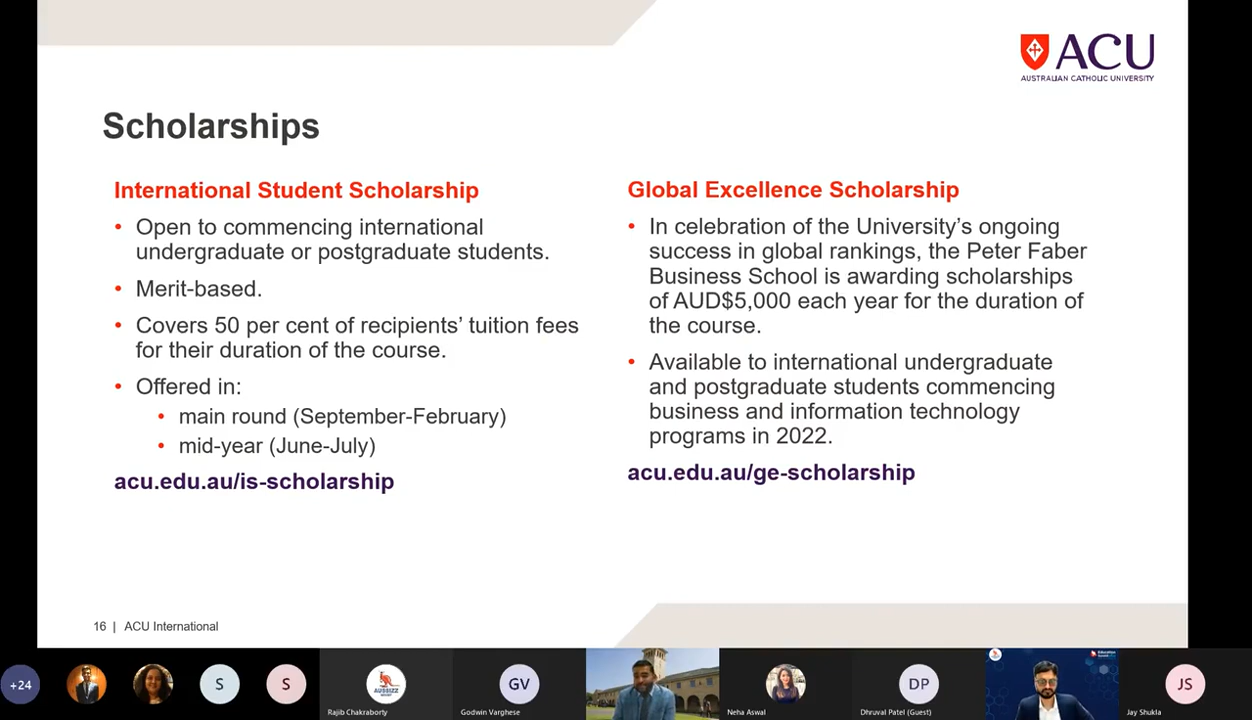 ACU
AUSTRALIAN CATHOLIC UNIVERSITY
Scholarships
International Student Scholarship
• Open to commencing international
undergraduate or postgraduate students.
• Merit-based.
• Covers 50 per cent of recipients’ tuition fees
for their duration of the course.
• Offered in:
• main round (September-February)
• mid-year (June-July)
acu.edu.au/is-scholarship
Global Excellence Scholarship
• In celebration of the University’s ongoing
success in global rankings, the Peter Faber
Business School is awarding scholarships
of AUD$5,000 each year for the duration of
the course.
• Available to international undergraduate
and postgraduate students commencing
business and information technology
programs in 2022.
acu.edu.au/ge-scholarship
16 | ACU International
+24
S
S
AUSSIZZ
Rajib Chakraborty
GV
Godwin Varghese
Neha Aswal
DP
Dhruval Patel (Guest)
JS
Jay Shukla